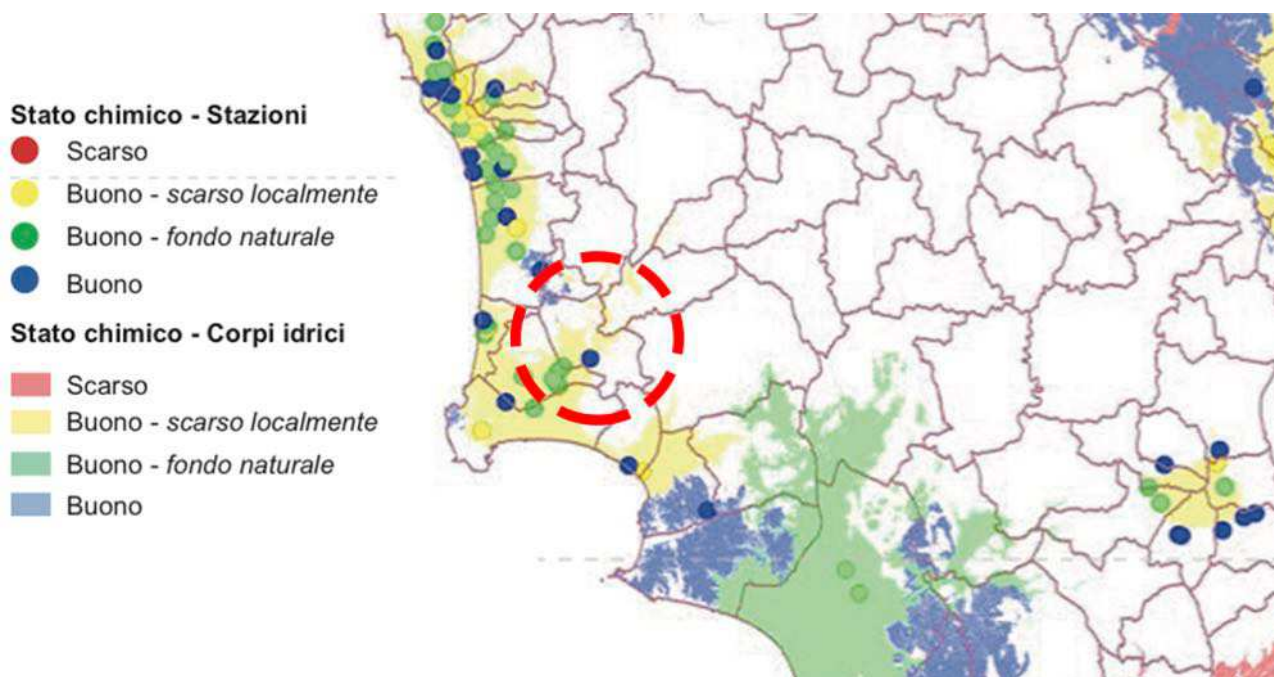 Stato chimico - Stazioni
Scarso
Buono - scarso localmente
Buono - fondo naturale
Buono
Stato chimico - Corpi idrici
Scarso
Buono - scarso localmente
Buono - fondo naturale
Buono